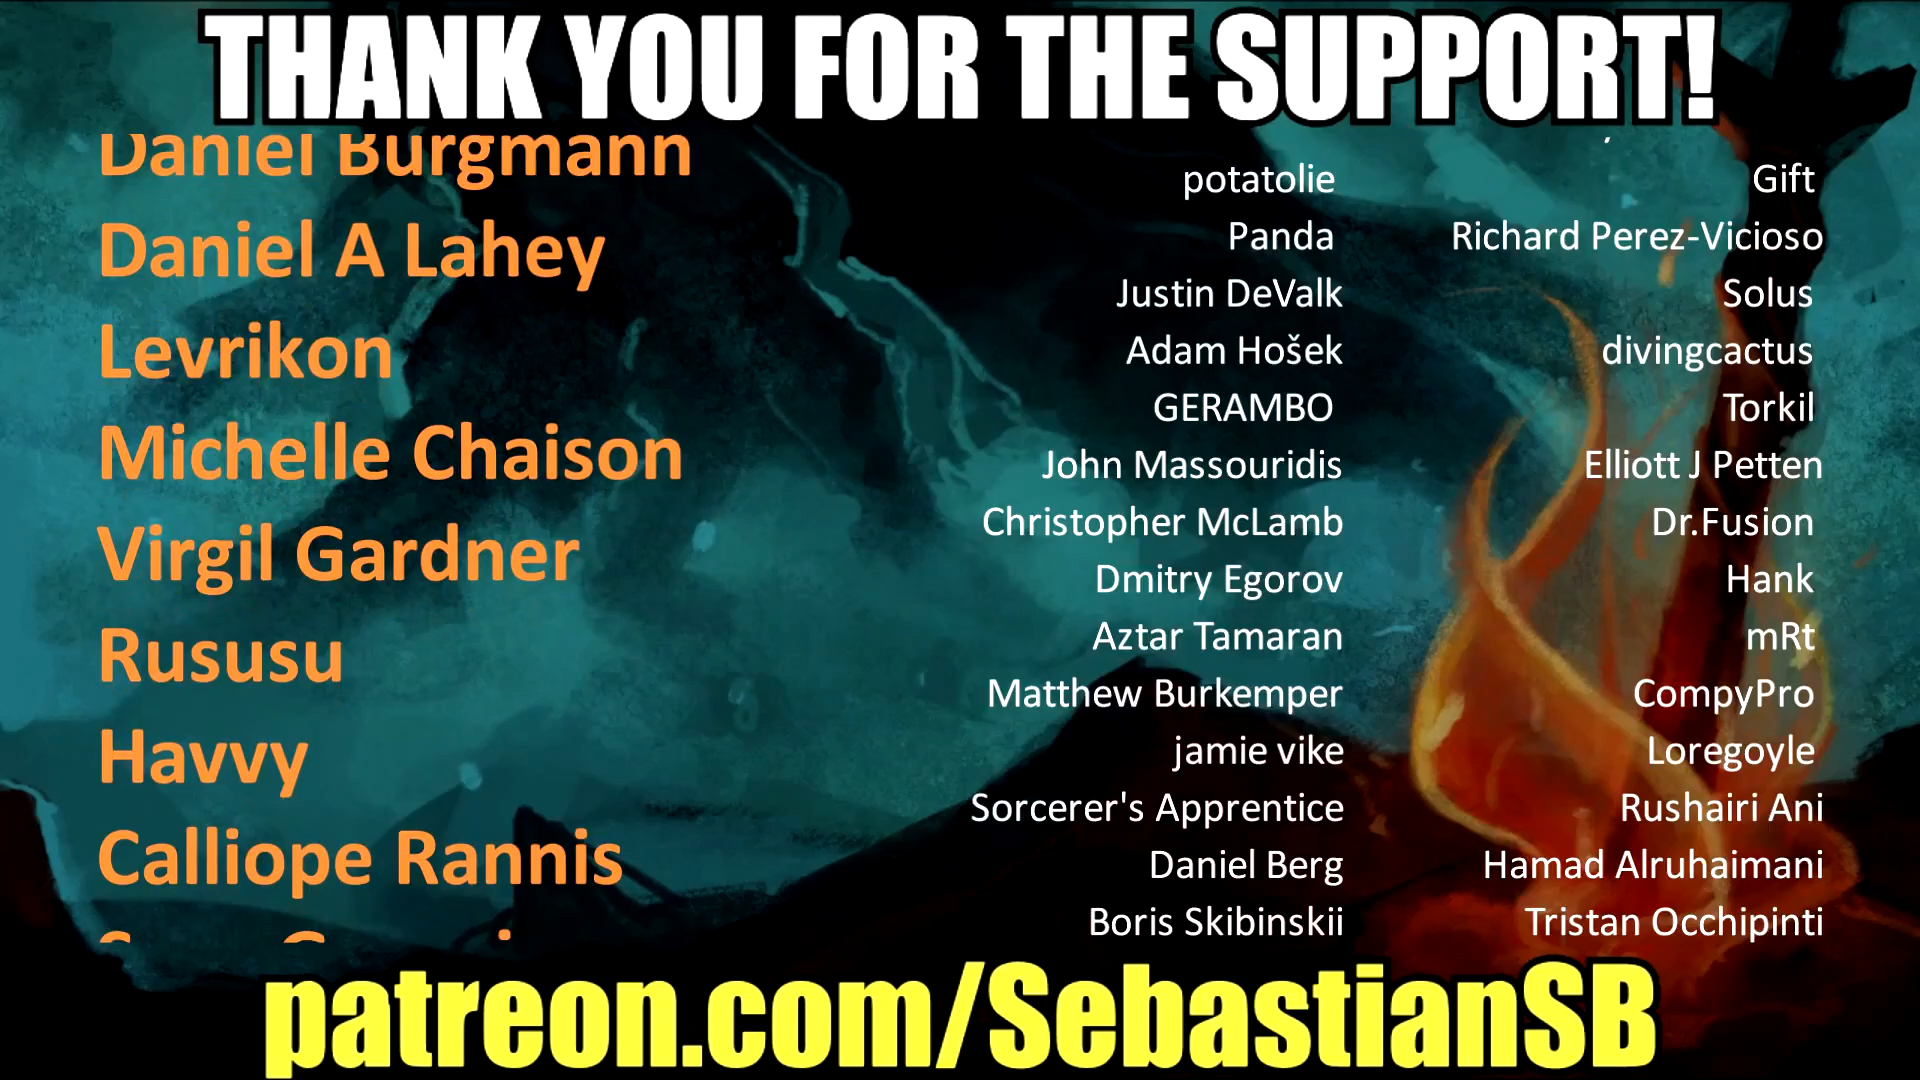 THANK YOU FOR THE SUPPORT!
Daniel Burgmann
Daniel A Lahey
Levrikon
Michelle Chaison
Virgil Gardner
Rususu
Havvy
Calliope Rannis
potatolie
Panda
Justin DeValk
Adam Hošek
GERAMBO
John Massouridis
Christopher McLamb
Dmitry Egorov
Aztar Tamaran
Matthew Burkemper
jamie vike
Sorcerer's Apprentice
Daniel Berg
Boris Skibinskii
Gift
Richard Perez-Vicioso
Solus
divingcactus
Torkil
Elliott J Petten
Dr.Fusion
Hank
mRt
CompyPro
Loregoyle
Rushairi Ani
Hamad Alruhaimani
Tristan Occhipinti
patreon.com/SebastianSB